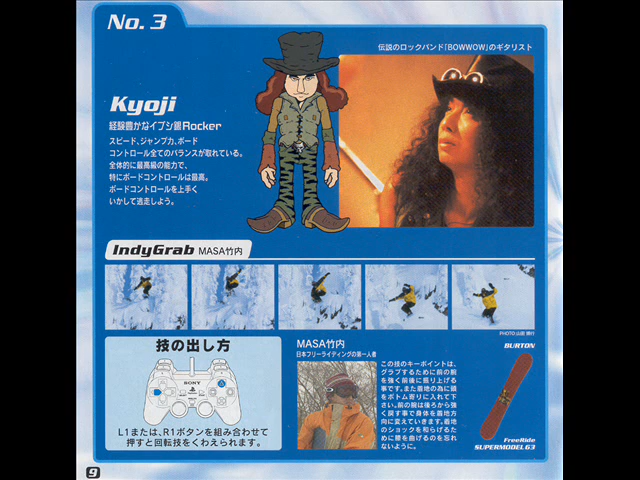 No. 3
伝説のロックバンド「BOWWOW」のギタリスト
Kyoji
経験豊かなイブシ銀Rocker
スピード、ジャンプ力、ボード
コントロール全てのバランスが取れている。
全体的に最高級の能力で、
特にボードコントロールは最高。
ボードコントロールを上手く
いかして逃走しよう。
IndyGrab MASA竹内
PHOTO:山田 博行
技の出し方
SONY
L1または、R1ボタンを組み合わせて
押すと回転技をくわえられます。
MASA竹内
日本フリーライディングの第一人者
この技のキーポイントは、
グラブするために前の腕
を強く前後に振り上げる
事です。また着地の為に頭
をボトム寄りに入れて下
さい。前の腕は後ろから強
く戻す事で身体を着地方
向に変えていきます。着地
のショックを和らげるた
めに膝を曲げるのを忘れ
ないように。
BURTON
FreeRide
SUPERMODEL63
9